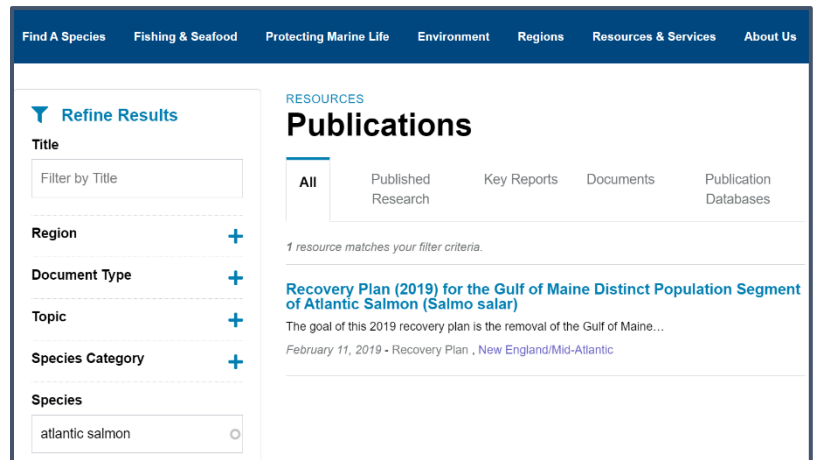 Find A Species Fishing & Seafood Protecting Marine Life Environment Regions Resources & Services About Us
Refine Results
Title
Filter by Title
Region
Document Type
Topic
Species Category
Species
atlantic salmon
RESOURCES
Publications
All Published Research Key Reports Documents Publication Databases
1 resource matches your filter criteria.
Recovery Plan (2019) for the Gulf of Maine Distinct Population Segment
of Atlantic Salmon (Salmo salar)
The goal of this 2019 recovery plan is the removal of the Gulf of Maine…
February 11, 2019 - Recovery Plan , New England/Mid-Atlantic